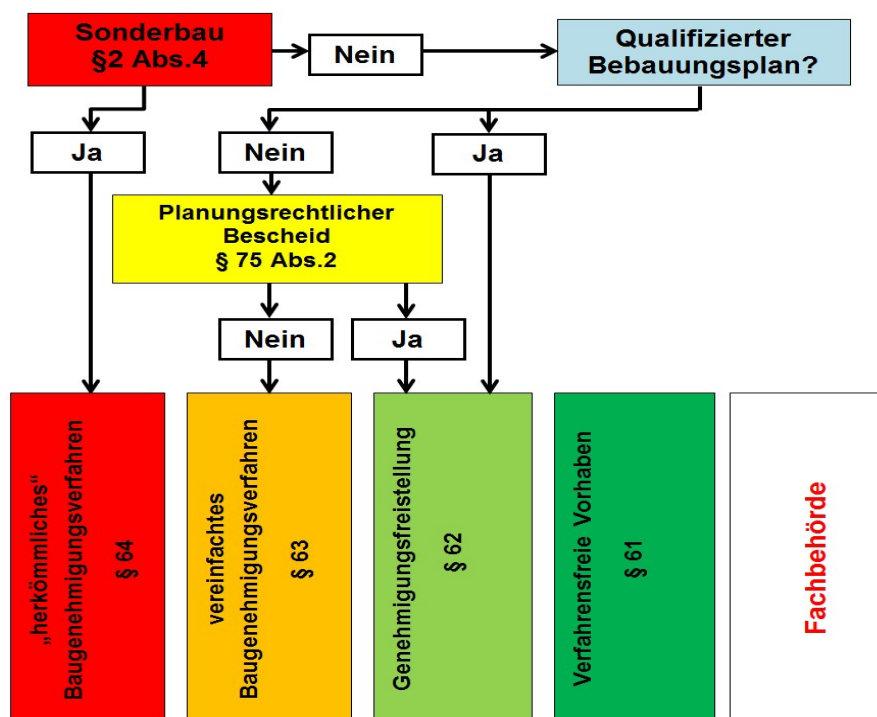 Sonderbau
§2 Abs.4
Nein
Qualifizierter
Bebauungsplan?
Ja
Nein
Ja
Planungsrechtlicher
Bescheid
§ 75 Abs.2
Nein
Ja
„herkömmliches“
Baugenehmigungsverfahren
§ 64
vereinfachtes
Baugenehmigungsverfahren
§ 63
Genehmigungsfreistellung
§ 62
Verfahrensfreie Vorhaben
§ 61
Fachbehörde